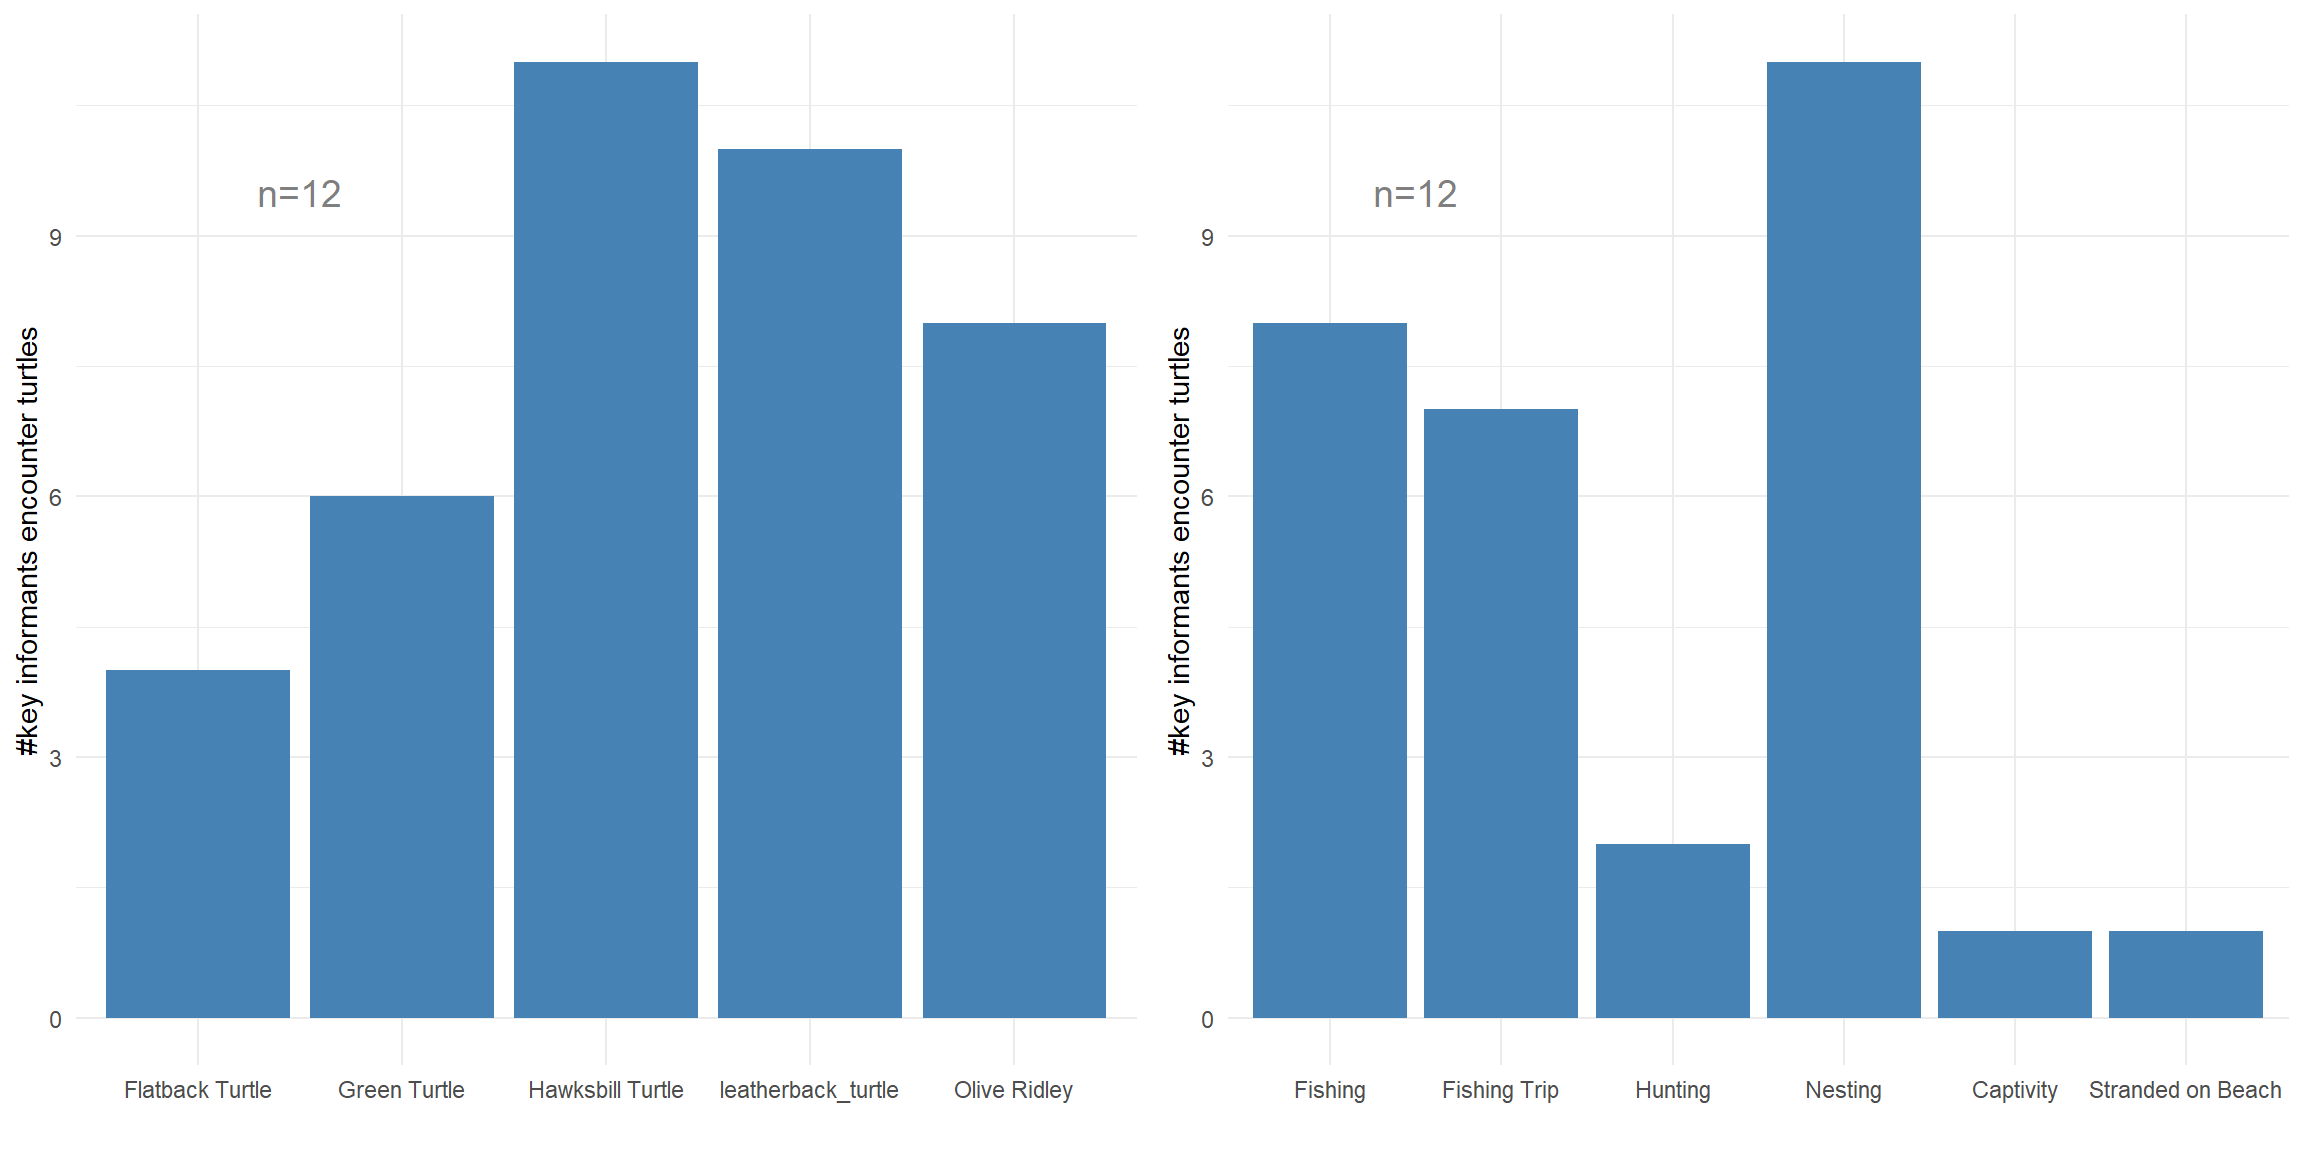 #key informants encounter turtles
n=12
9
6
3
0
Flatback Turtle
Green Turtle
Hawksbill Turtle
leatherback_turtle
Olive Ridley
#key informants encounter turtles
n=12
9
6
3
0
Fishing
Fishing Trip
Hunting
Nesting
Captivity
Stranded on Beach